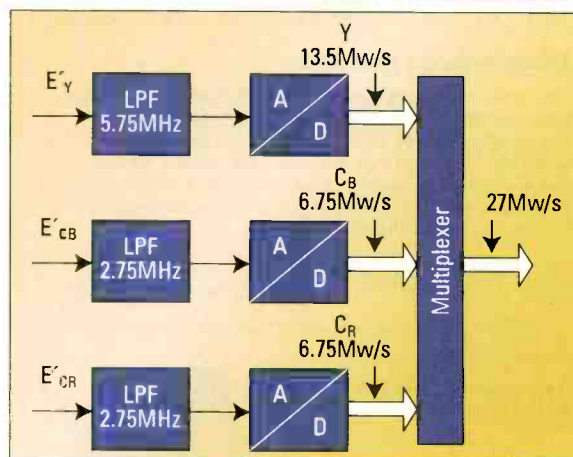 Y
13.5Mw/s
E'Y
LPF
5.75MHz
A
D
CB
6.75Mw/s
27Mw/s
E'CB
LPF
2.75MHz
A
D
Multiplexer
CR
6.75Mw/s
E'CR
LPF
2.75MHz
A
D